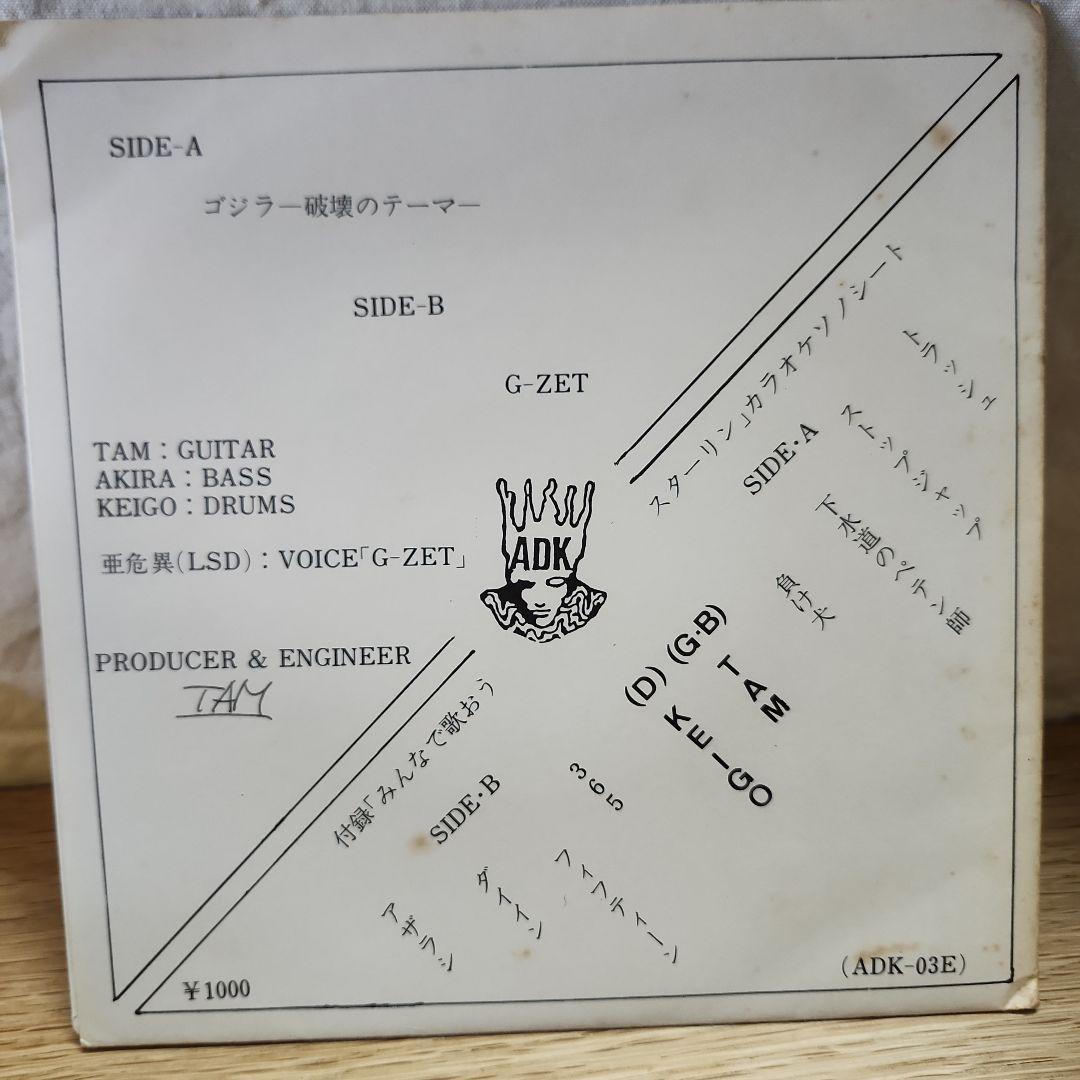 SIDE-A
ゴジラー破壊のテーマー
SIDE-B
G-ZET
TAM：GUITAR
AKIRA：BASS
KEIGO：DRUMS
亜危異(LSD)：VOICE「G-ZET」
PRODUCER & ENGINEER
TAM
ADK
付録「みんなで歌おう
スターリン」カラオケソノシート
SIDE・A
トラッシュ
ストップジャップ
下水道のペテン師
負け犬
(G・B) TAM
(D) KEIGO
SIDE・B
365
フィフティーン
ダイイン
アザラシ
¥1000
(ADK-03E)